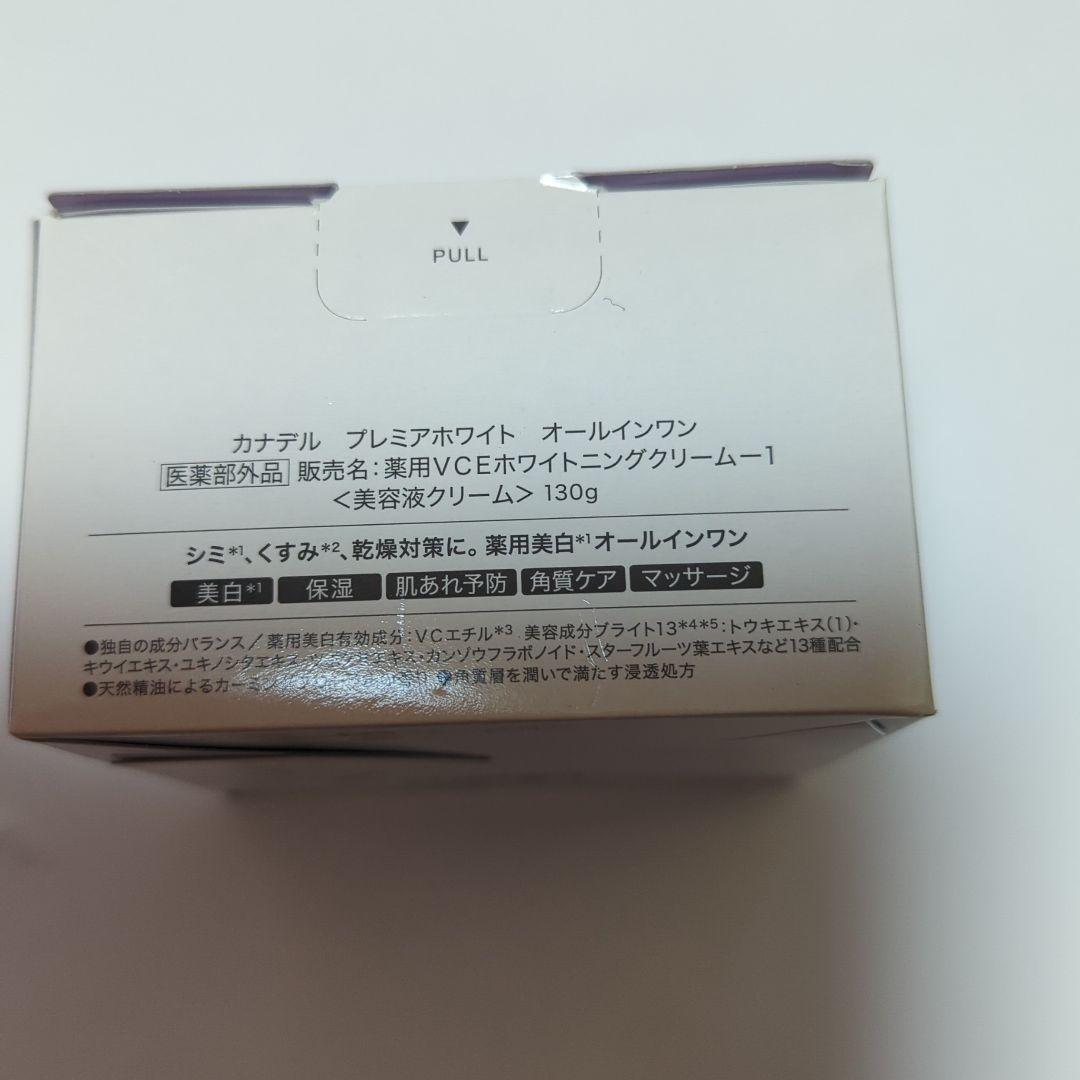 ▼
PULL
カナデル プレミアホワイト オールインワン
医薬部外品 販売名：薬用VCEホワイトニングクリームー1
＜美容液クリーム＞ 130g
シミ*1、くすみ*2、乾燥対策に。薬用美白*1オールインワン
美白*1 保湿 肌あれ予防 角質ケア マッサージ
●独自の成分バランス／薬用美白有効成分：VCエチル*3 美容成分ブライト13*4*5：トウキエキス(1)・
キウイエキス・ユキノシタエキス・エキス・カンゾウフラボノイド・スターフルーツ葉エキスなど13種配合
●天然精油によるカーミン ●角質層を潤いで満たす浸透処方